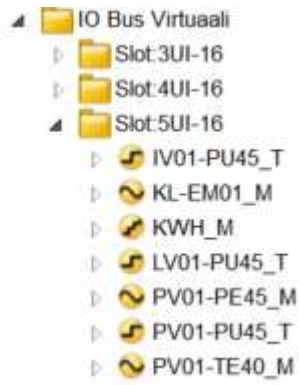 IO Bus Virtuaali
Slot:3UI-16
Slot:4UI-16
Slot:5UI-16
IV01-PU45_T
KL-EM01_M
KWH_M
LV01-PU45_T
PV01-PE45_M
PV01-PU45_T
PV01-TE40_M